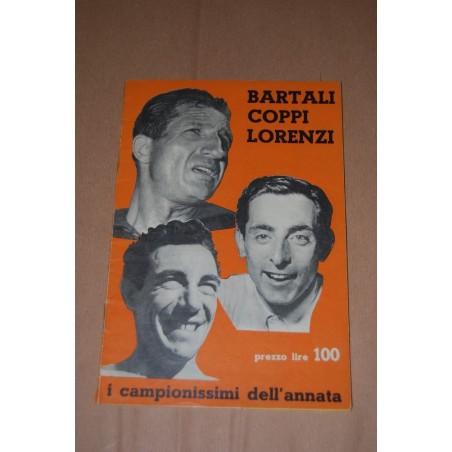 BARTALI
COPPI
LORENZI
prezzo lire 100
i campionissimi dell'annata